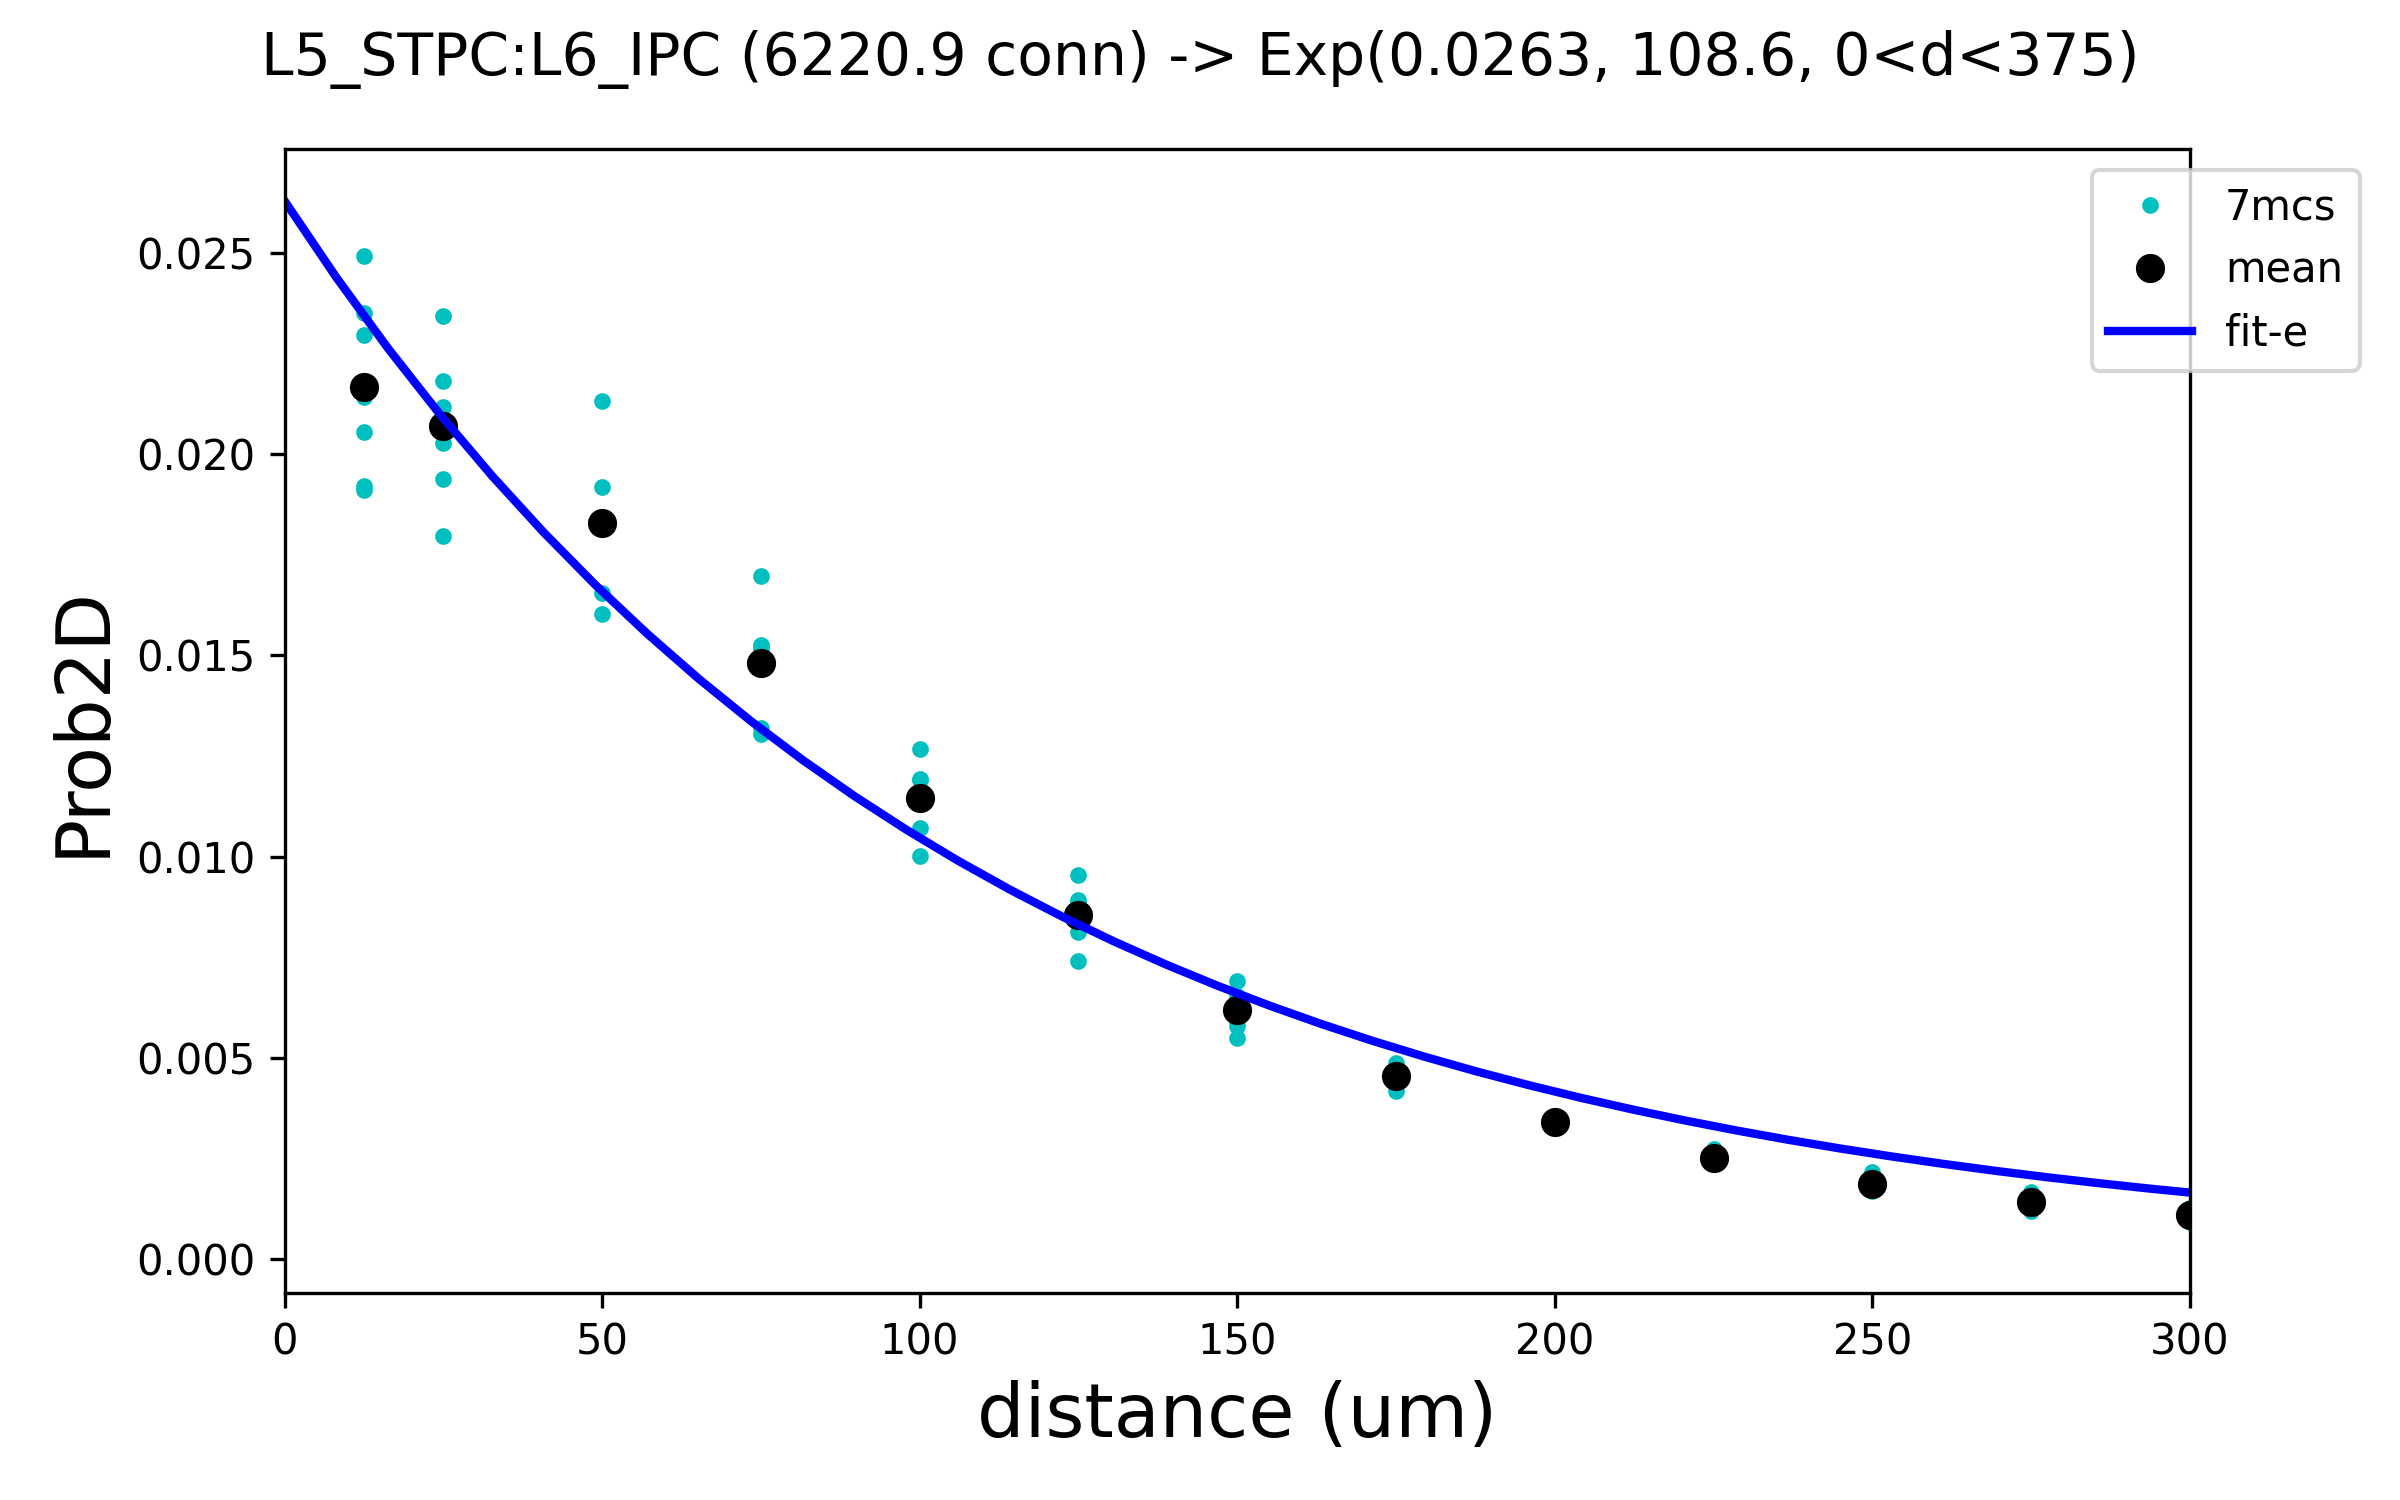 L5_STPC:L6_IPC (6220.9 conn) -> Exp(0.0263, 108.6, 0<d<375)
7mcs
mean
fit-e
Prob2D
0.025
0.020
0.015
0.010
0.005
0.000
0 50 100 150 200 250 300
distance (um)